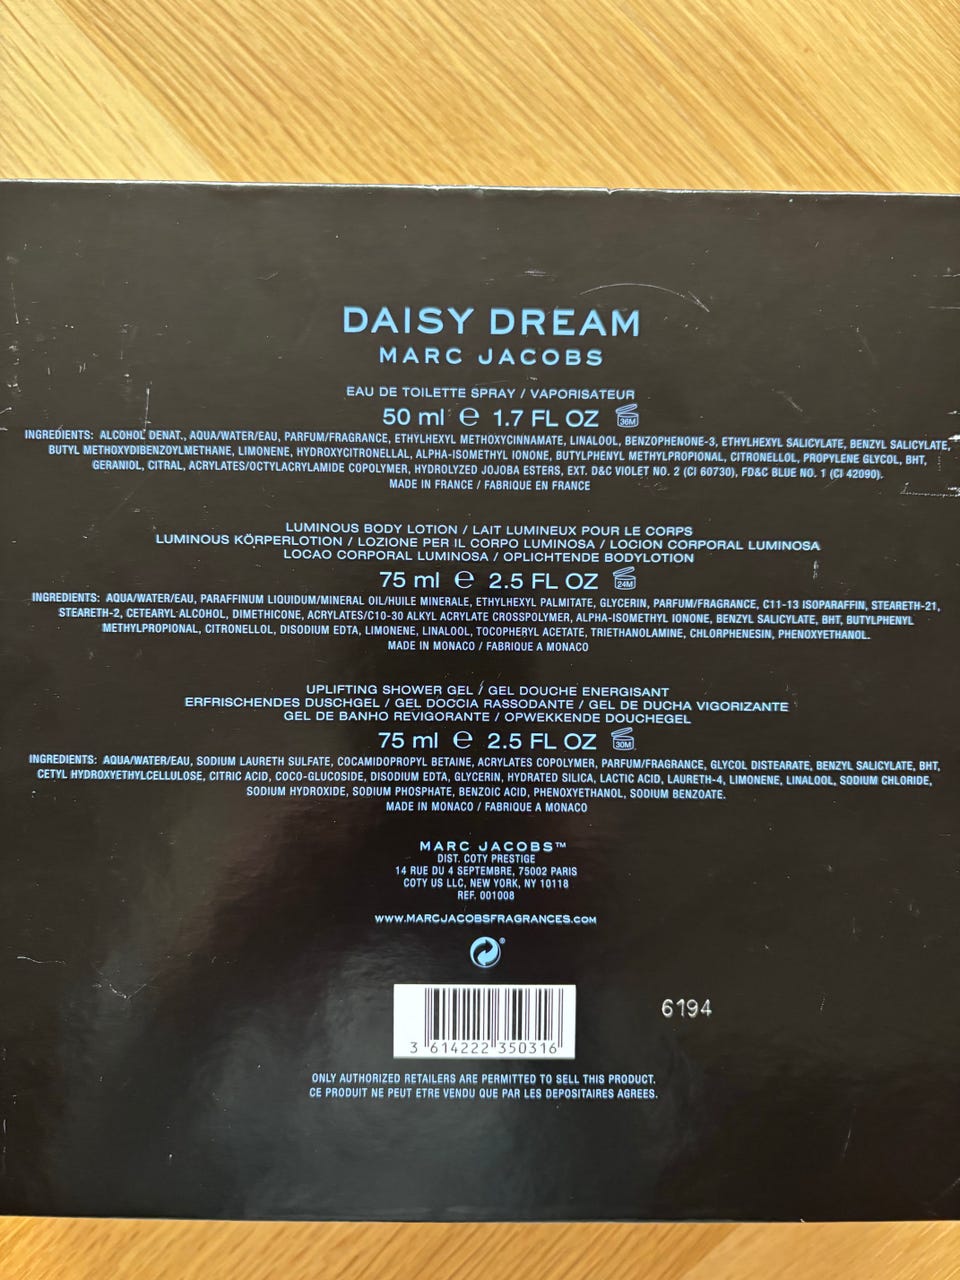 DAISY DREAM
MARC JACOBS
EAU DE TOILETTE SPRAY / VAPORISATEUR
50 ml ℮ 1.7 FL OZ 36M
INGREDIENTS: ALCOHOL DENAT., AQUA/WATER/EAU, PARFUM/FRAGRANCE, ETHYLHEXYL METHOXYCINNAMATE, LINALOOL, BENZOPHENONE-3, ETHYLHEXYL SALICYLATE, BENZYL SALICYLATE,
BUTYL METHOXYDIBENZOYLMETHANE, LIMONENE, HYDROXYCITRONELLAL, ALPHA-ISOMETHYL IONONE, BUTYLPHENYL METHYLPROPIONAL, CITRONELLOL, PROPYLENE GLYCOL, BHT,
GERANIOL, CITRAL, ACRYLATES/OCTYLACRYLAMIDE COPOLYMER, HYDROLYZED JOJOBA ESTERS, EXT. D&C VIOLET NO. 2 (CI 60730), FD&C BLUE NO. 1 (CI 42090).
MADE IN FRANCE / FABRIQUE EN FRANCE
LUMINOUS BODY LOTION / LAIT LUMINEUX POUR LE CORPS
LUMINOUS KÖRPERLOTION / LOZIONE PER IL CORPO LUMINOSA / LOCION CORPORAL LUMINOSA
LOCAO CORPORAL LUMINOSA / OPLICHTENDE BODYLOTION
75 ml ℮ 2.5 FL OZ 24M
INGREDIENTS: AQUA/WATER/EAU, PARAFFINUM LIQUIDUM/MINERAL OIL/HUILE MINERALE, ETHYLHEXYL PALMITATE, GLYCERIN, PARFUM/FRAGRANCE, C11-13 ISOPARAFFIN, STEARETH-21,
STEARETH-2, CETEARYL ALCOHOL, DIMETHICONE, ACRYLATES/C10-30 ALKYL ACRYLATE CROSSPOLYMER, ALPHA-ISOMETHYL IONONE, BENZYL SALICYLATE, BHT, BUTYLPHENYL
METHYLPROPIONAL, CITRONELLOL, DISODIUM EDTA, LIMONENE, LINALOOL, TOCOPHERYL ACETATE, TRIETHANOLAMINE, CHLORPHENESIN, PHENOXYETHANOL.
MADE IN MONACO / FABRIQUE A MONACO
UPLIFTING SHOWER GEL / GEL DOUCHE ENERGISANT
ERFRISCHENDES DUSCHGEL / GEL DOCCIA RASSODANTE / GEL DE DUCHA VIGORIZANTE
GEL DE BANHO REVIGORANTE / OPWEKKENDE DOUCHEGEL
75 ml ℮ 2.5 FL OZ 30M
INGREDIENTS: AQUA/WATER/EAU, SODIUM LAURETH SULFATE, COCAMIDOPROPYL BETAINE, ACRYLATES COPOLYMER, PARFUM/FRAGRANCE, GLYCOL DISTEARATE, BENZYL SALICYLATE, BHT,
CETYL HYDROXYETHYLCELLULOSE, CITRIC ACID, COCO-GLUCOSIDE, DISODIUM EDTA, GLYCERIN, HYDRATED SILICA, LACTIC ACID, LAURETH-4, LIMONENE, LINALOOL, SODIUM CHLORIDE,
SODIUM HYDROXIDE, SODIUM PHOSPHATE, BENZOIC ACID, PHENOXYETHANOL, SODIUM BENZOATE.
MADE IN MONACO / FABRIQUE A MONACO
MARC JACOBS™
DIST. COTY PRESTIGE
14 RUE DU 4 SEPTEMBRE, 75002 PARIS
COTY US LLC, NEW YORK, NY 10118
REF. 001008
WWW.MARCJACOBSFRAGRANCES.COM
6194
3 614222 350316
ONLY AUTHORIZED RETAILERS ARE PERMITTED TO SELL THIS PRODUCT.
CE PRODUIT NE PEUT ETRE VENDU QUE PAR LES DEPOSITAIRES AGREES.